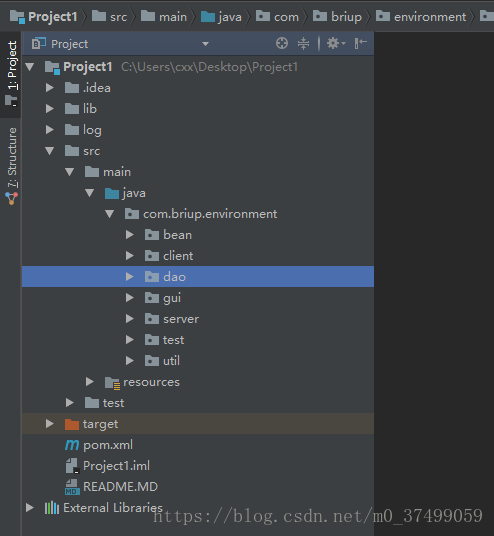 Project1 src main java com briup environment
Project
1: Project
7: Structure
Project1 C:\Users\cxx\Desktop\Project1
.idea
lib
log
src
main
java
com.briup.environment
bean
client
dao
gui
server
test
util
resources
test
target
pom.xml
Project1.iml
README.MD
External Libraries
https://blog.csdn.net/m0_37499059